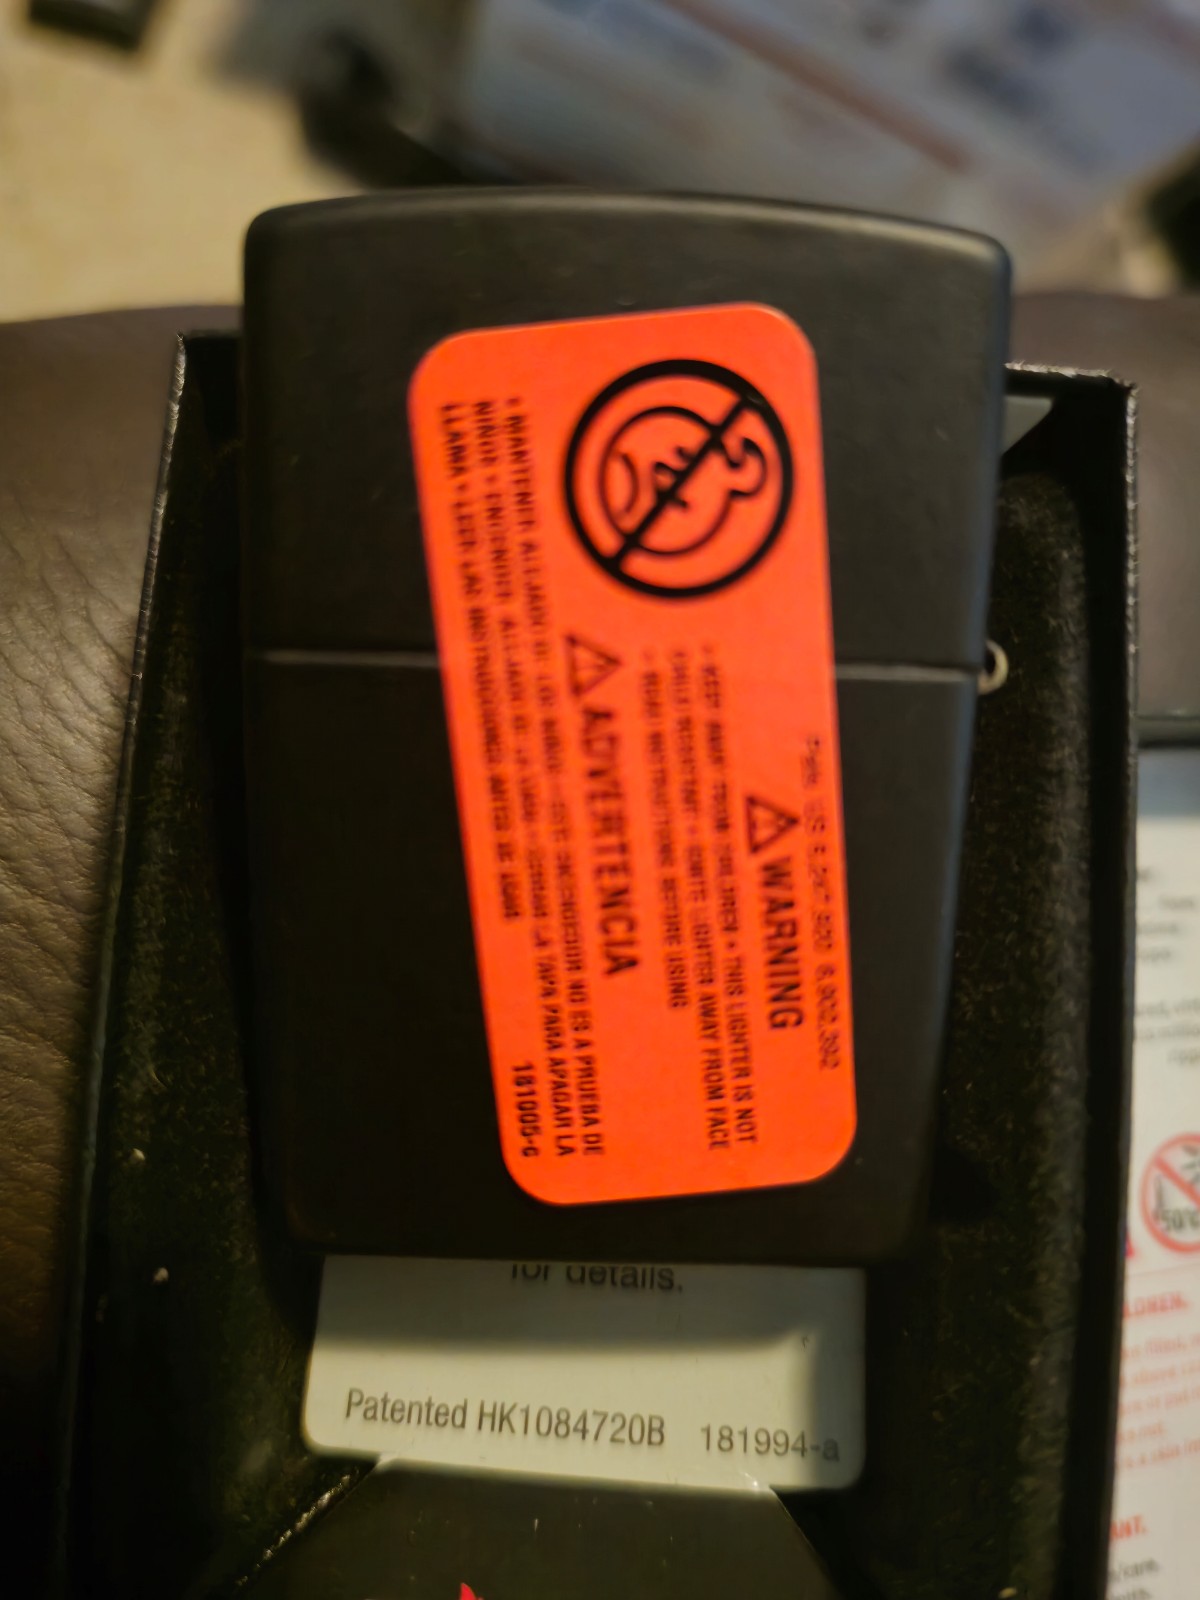 ⚠ WARNING
• KEEP AWAY FROM CHILDREN • THIS LIGHTER IS NOT
CHILD RESISTANT • IGNITE LIGHTER AWAY FROM FACE
• READ INSTRUCTIONS BEFORE USING
⚠ ADVERTENCIA
• MANTENER ALEJADO DE LOS NIÑOS • ESTE ENCENDEDOR NO ES A PRUEBA DE
NIÑOS • ENCENDER ALEJADO DE LA CARA • CERRAR LA TAPA PARA APAGAR LA
LLAMA • LEER LAS INSTRUCCIONES ANTES DE USAR
181005-G
for details.
Patented HK1084720B 181994-a